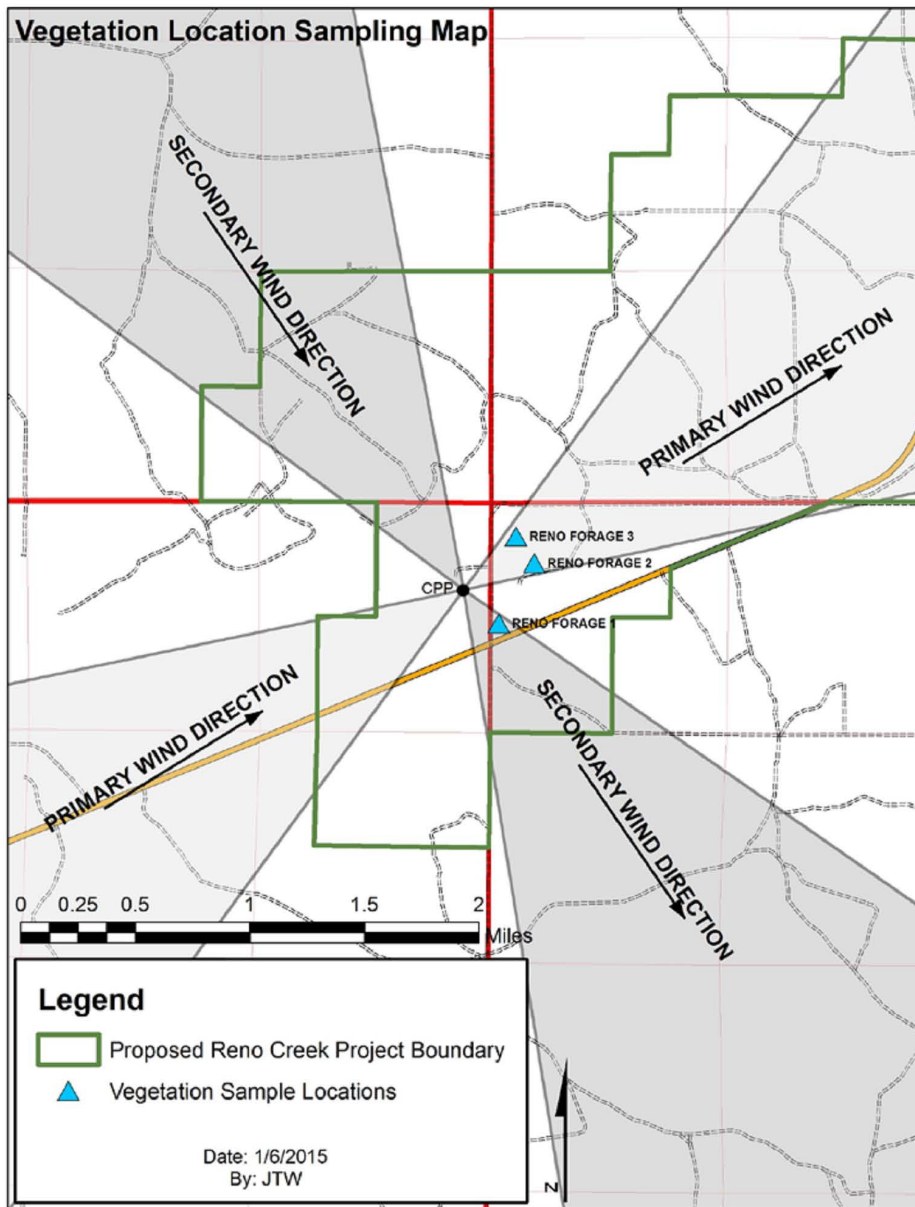 Vegetation Location Sampling Map
SECONDARY WIND DIRECTION
PRIMARY WIND DIRECTION
RENO FORAGE 3
RENO FORAGE 2
CPP
RENO FORAGE 1
PRIMARY WIND DIRECTION
SECONDARY WIND DIRECTION
0 0.25 0.5 1 1.5 2
Miles
Legend
Proposed Reno Creek Project Boundary
Vegetation Sample Locations
Date: 1/6/2015
By: JTW
N